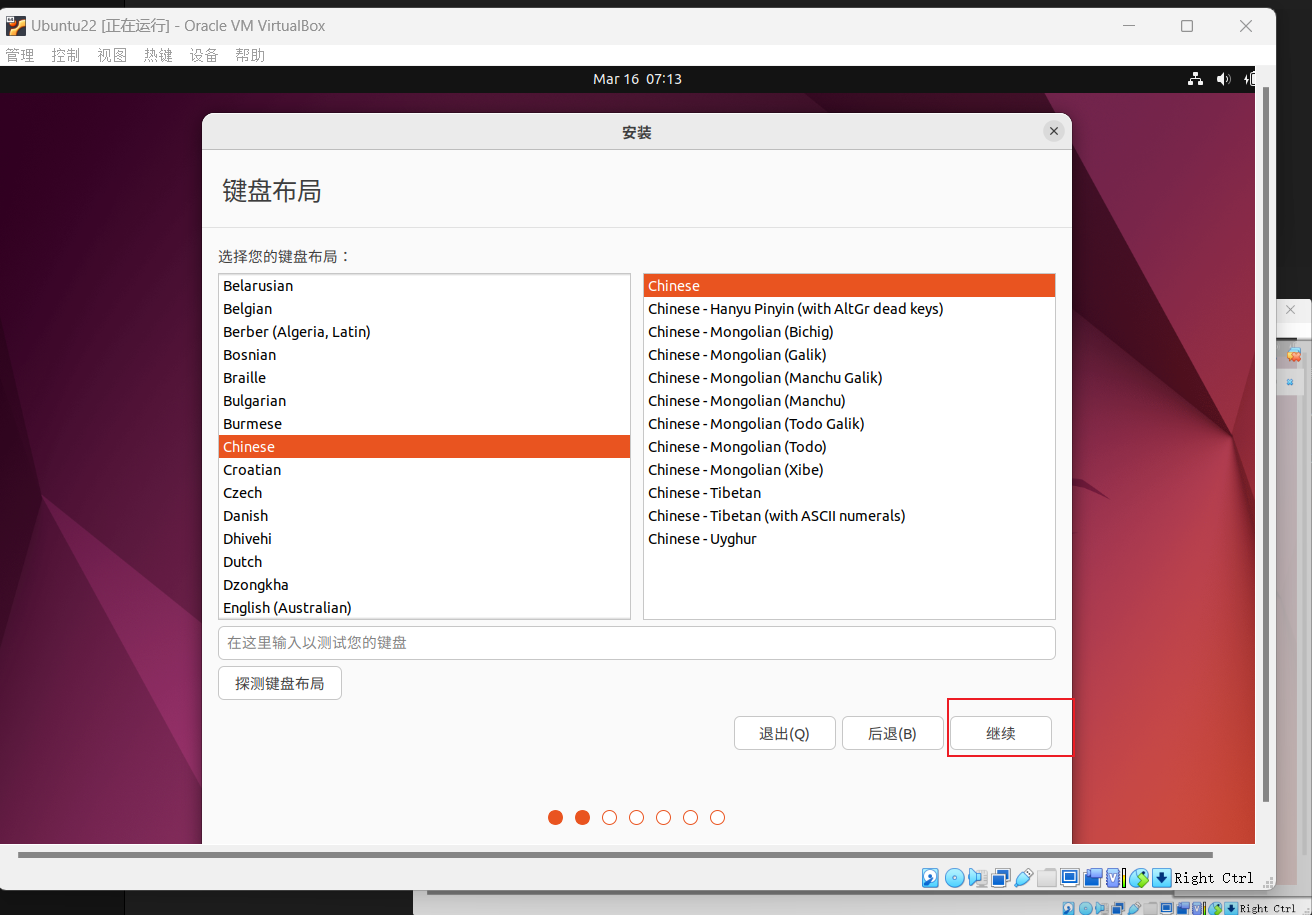 Ubuntu22 [正在运行] - Oracle VM VirtualBox
管理 控制 视图 热键 设备 帮助
Mar 16 07:13
安装
键盘布局
选择您的键盘布局：
Belarusian
Belgian
Berber (Algeria, Latin)
Bosnian
Braille
Bulgarian
Burmese
Chinese
Croatian
Czech
Danish
Dhivehi
Dutch
Dzongkha
English (Australian)
Chinese
Chinese - Hanyu Pinyin (with AltGr dead keys)
Chinese - Mongolian (Bichig)
Chinese - Mongolian (Galik)
Chinese - Mongolian (Manchu Galik)
Chinese - Mongolian (Manchu)
Chinese - Mongolian (Todo Galik)
Chinese - Mongolian (Todo)
Chinese - Mongolian (Xibe)
Chinese - Tibetan
Chinese - Tibetan (with ASCII numerals)
Chinese - Uyghur
在这里输入以测试您的键盘
探测键盘布局
退出(Q) 后退(B) 继续
Right Ctrl
Right Ctrl